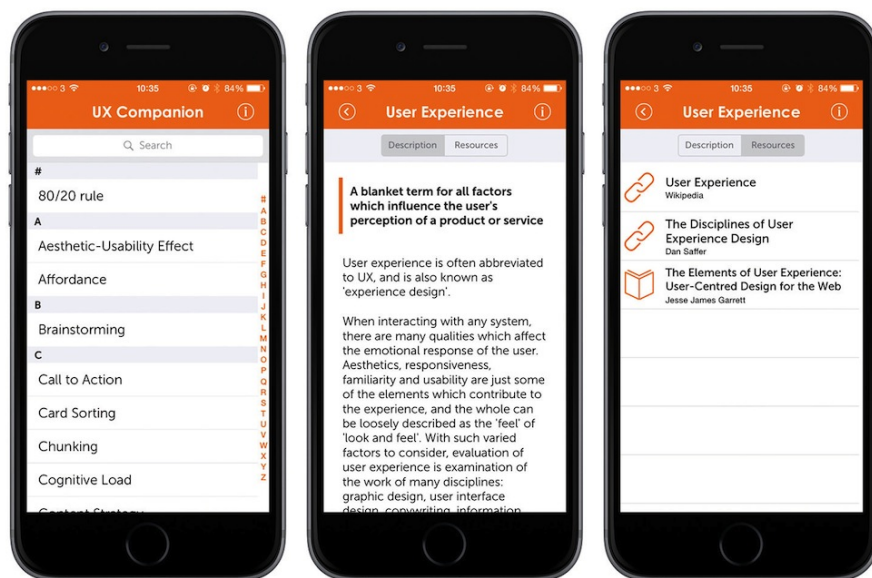 3 10:35 84%
UX Companion
Search
#
80/20 rule
A
Aesthetic-Usability Effect
Affordance
B
Brainstorming
C
Call to Action
Card Sorting
Chunking
Cognitive Load
Content Strategy
#
A
B
C
D
E
F
G
H
I
J
K
L
M
N
O
P
Q
R
S
T
U
V
W
X
Y
Z
3 10:35 84%
User Experience
Description Resources
A blanket term for all factors
which influence the user's
perception of a product or service
User experience is often abbreviated
to UX, and is also known as
'experience design'.
When interacting with any system,
there are many qualities which affect
the emotional response of the user.
Aesthetics, responsiveness,
familiarity and usability are just some
of the elements which contribute to
the experience, and the whole can
be loosely described as the 'feel' of
'look and feel'. With such varied
factors to consider, evaluation of
user experience is examination of
the work of many disciplines:
graphic design, user interface
design, copywriting, information
3 10:35 84%
User Experience
Description Resources
User Experience
Wikipedia
The Disciplines of User
Experience Design
Dan Saffer
The Elements of User Experience:
User-Centred Design for the Web
Jesse James Garrett